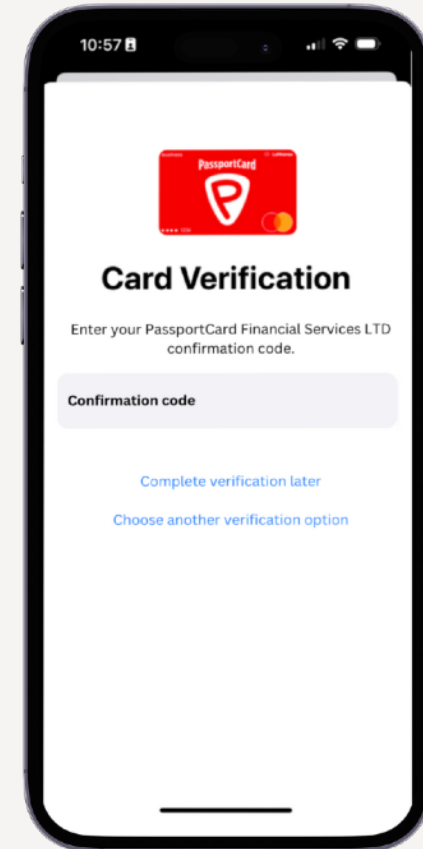 10:57
PassportCard
Card Verification
Enter your PassportCard Financial Services LTD
confirmation code.
Confirmation code
Complete verification later
Choose another verification option